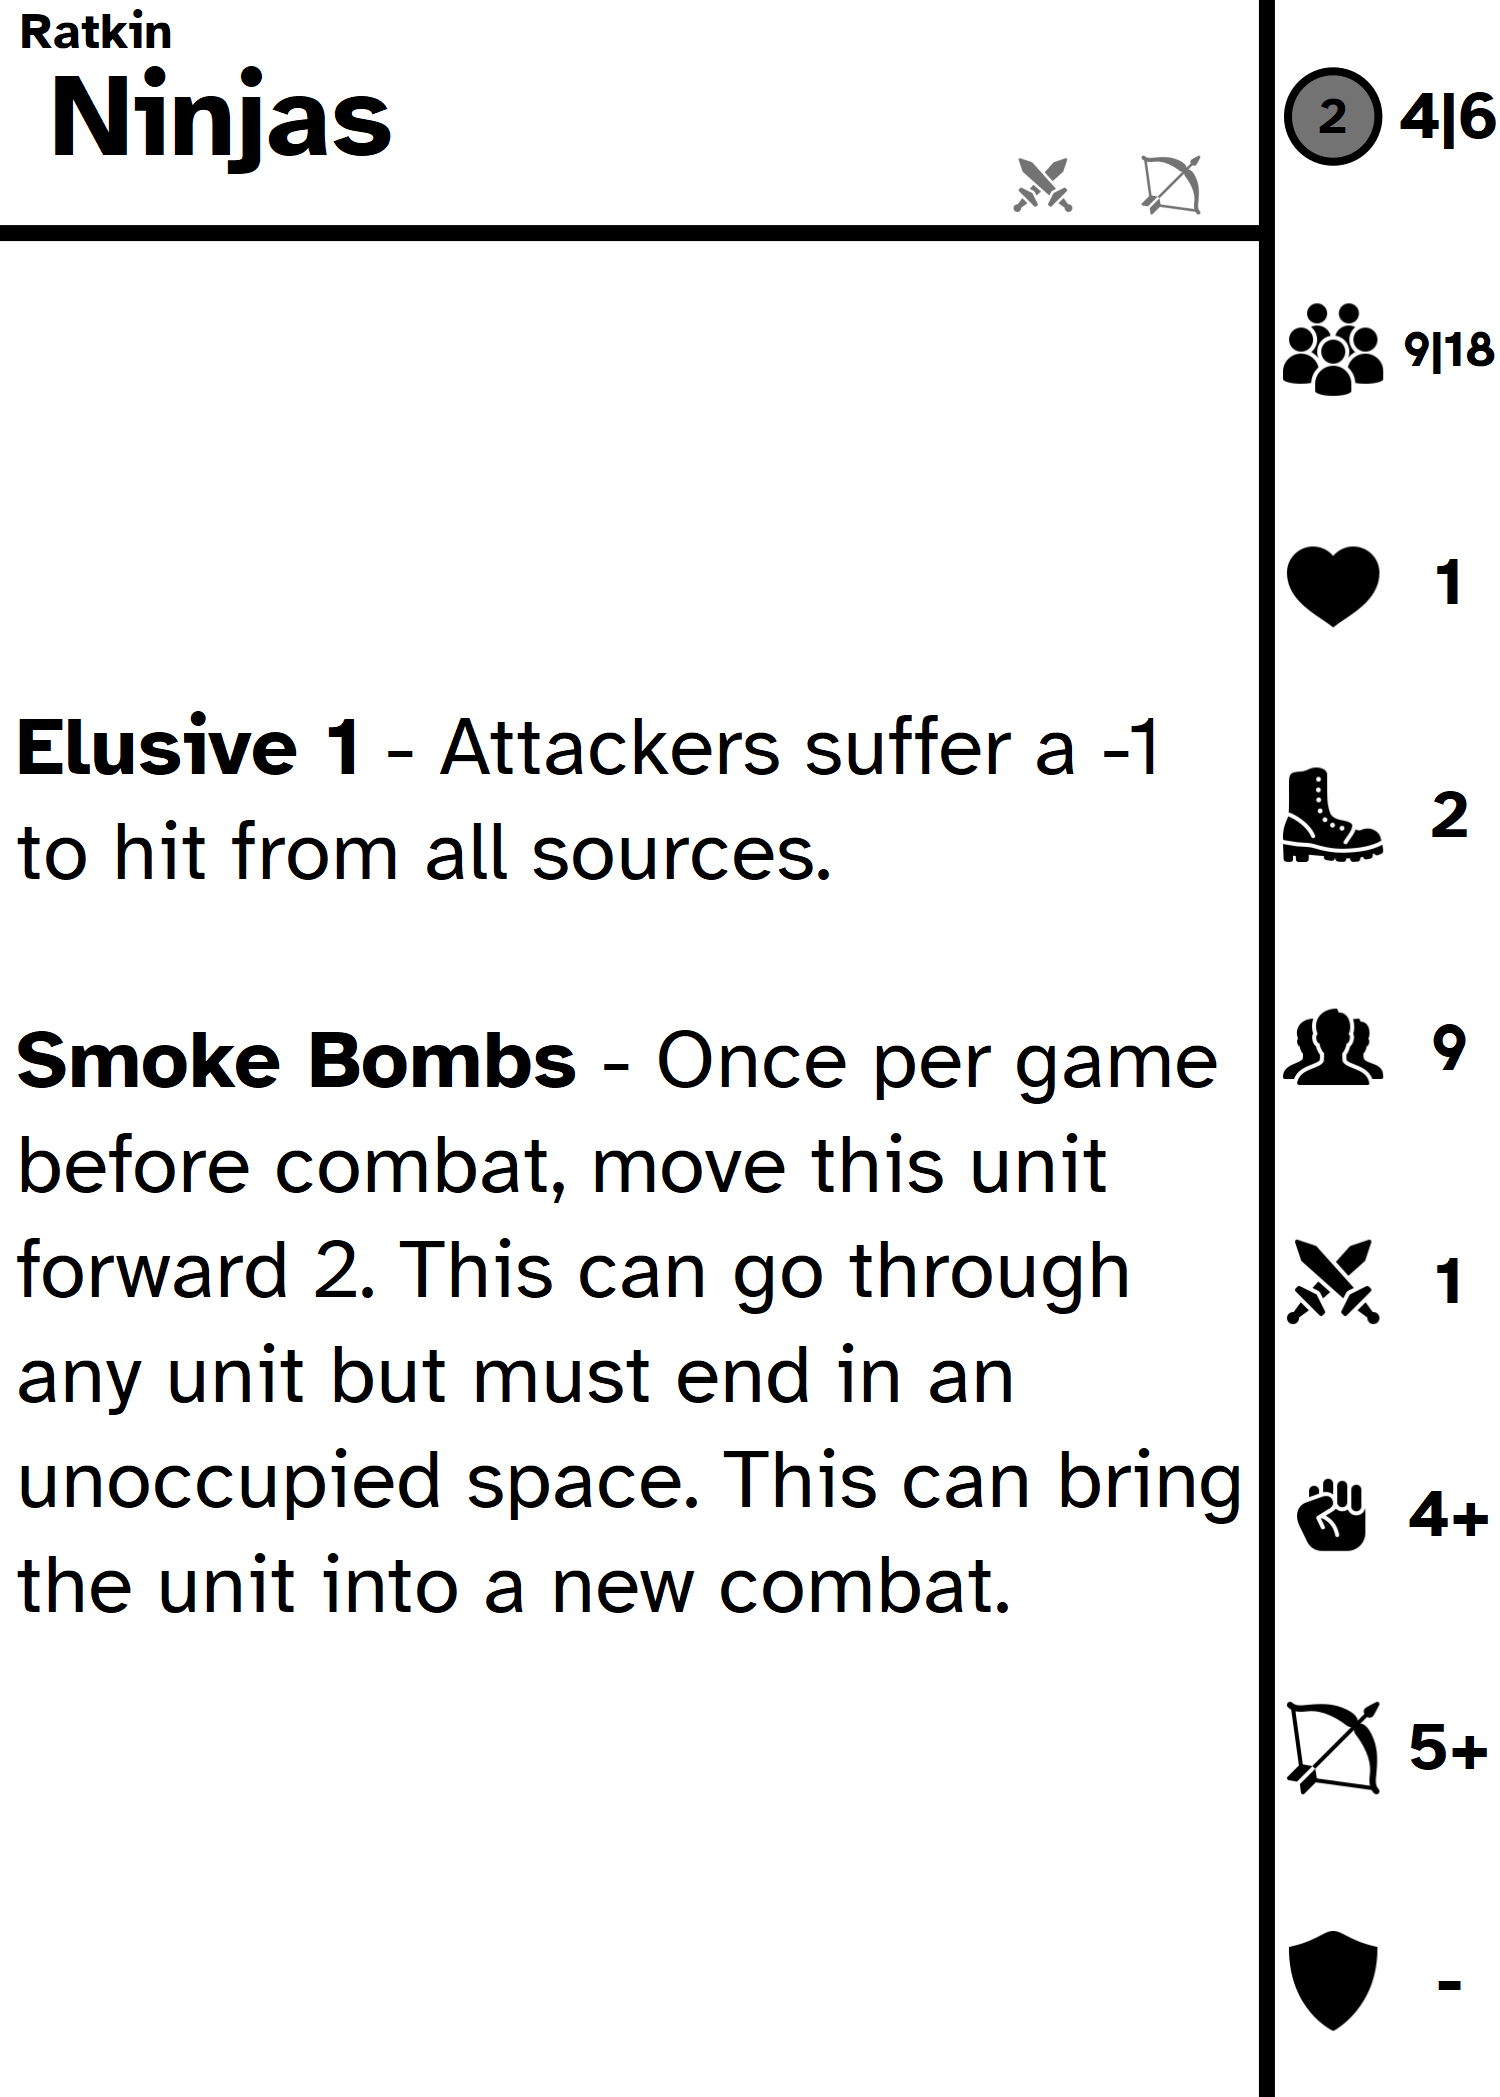 Ratkin
Ninjas
2 4|6
9|18
1
2
9
1
4+
5+
-
Elusive 1 - Attackers suffer a -1
to hit from all sources.
Smoke Bombs - Once per game
before combat, move this unit
forward 2. This can go through
any unit but must end in an
unoccupied space. This can bring
the unit into a new combat.